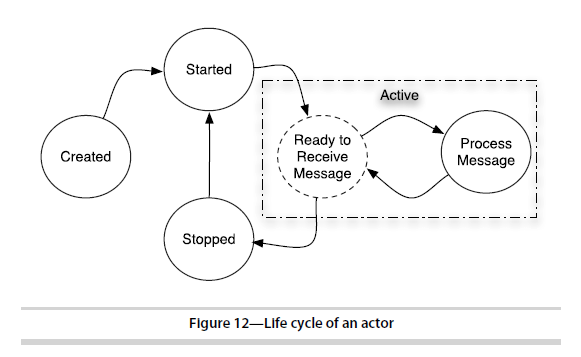 Started
Active
Created
Ready to
Receive
Message
Process
Message
Stopped
Figure 12—Life cycle of an actor